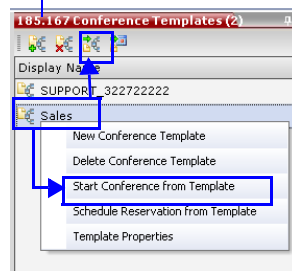 185.167 Conference Templates (2)
Display Name
SUPPORT_322722222
Sales
New Conference Template
Delete Conference Template
Start Conference from Template
Schedule Reservation from Template
Template Properties